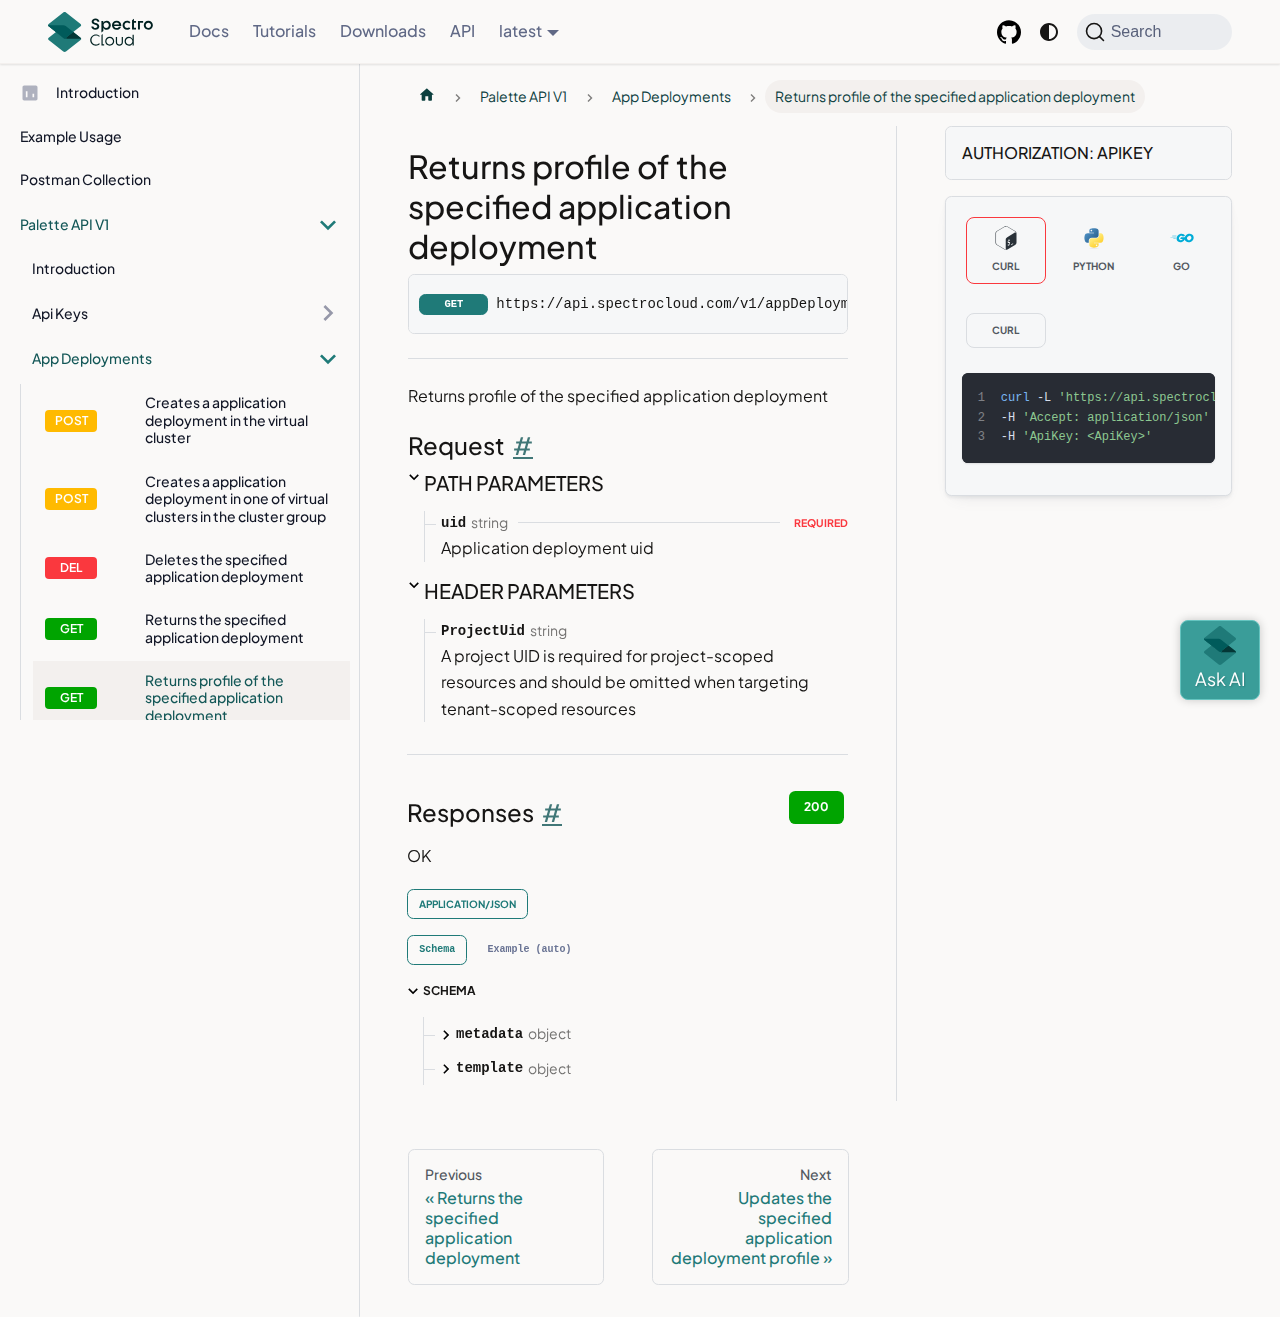 Spectro Cloud
Docs
Tutorials
Downloads
API
latest
Search
Introduction
Example Usage
Postman Collection
Palette API V1
Introduction
Api Keys
App Deployments
POST
Creates a application
deployment in the virtual
cluster
POST
Creates a application
deployment in one of virtual
clusters in the cluster group
DEL
Deletes the specified
application deployment
GET
Returns the specified
application deployment
GET
Returns profile of the
specified application
deployment
Palette API V1
App Deployments
Returns profile of the specified application deployment
Returns profile of the
specified application
deployment
GET https://api.spectrocloud.com/v1/appDeploym
Returns profile of the specified application deployment
Request #
PATH PARAMETERS
uid string REQUIRED
Application deployment uid
HEADER PARAMETERS
ProjectUid string
A project UID is required for project-scoped
resources and should be omitted when targeting
tenant-scoped resources
Responses #
200
OK
APPLICATION/JSON
Schema Example (auto)
SCHEMA
metadata object
template object
Previous
« Returns the
specified
application
deployment
Next
Updates the
specified
application
deployment profile »
AUTHORIZATION: APIKEY
CURL
PYTHON
GO
CURL
1 curl -L 'https://api.spectrocl
2 -H 'Accept: application/json'
3 -H 'ApiKey: <ApiKey>'
Ask AI